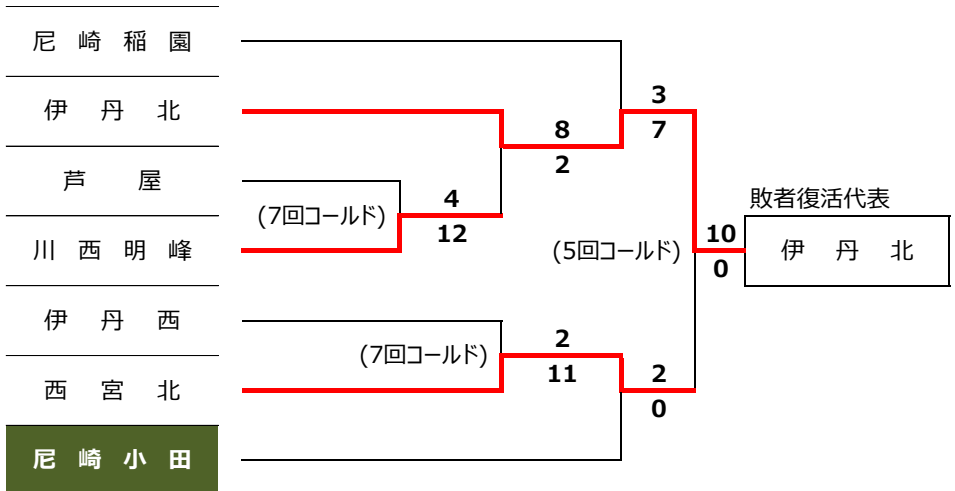 尼 崎 稲 園
伊 丹 北
芦 屋
川 西 明 峰
伊 丹 西
西 宮 北
尼 崎 小 田
3
7
8
2
(7回コールド)
4
12
(5回コールド)
10
0
敗者復活代表
伊 丹 北
(7回コールド)
2
11
2
0